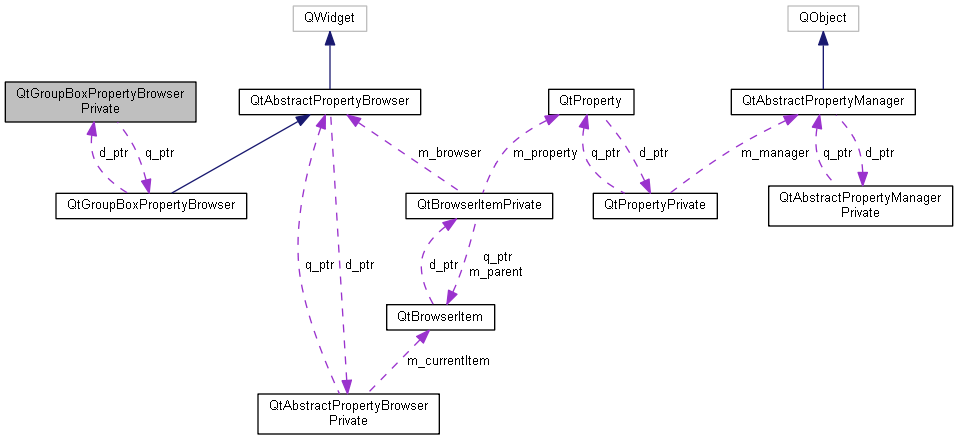 QWidget
QObject
QtGroupBoxPropertyBrowser
Private
QtAbstractPropertyBrowser
QtProperty
QtAbstractPropertyManager
d_ptr
q_ptr
m_browser
m_property
q_ptr
d_ptr
m_manager
q_ptr
d_ptr
QtGroupBoxPropertyBrowser
QtBrowserItemPrivate
QtPropertyPrivate
QtAbstractPropertyManager
Private
q_ptr
d_ptr
d_ptr
q_ptr
m_parent
QtBrowserItem
m_currentItem
QtAbstractPropertyBrowser
Private